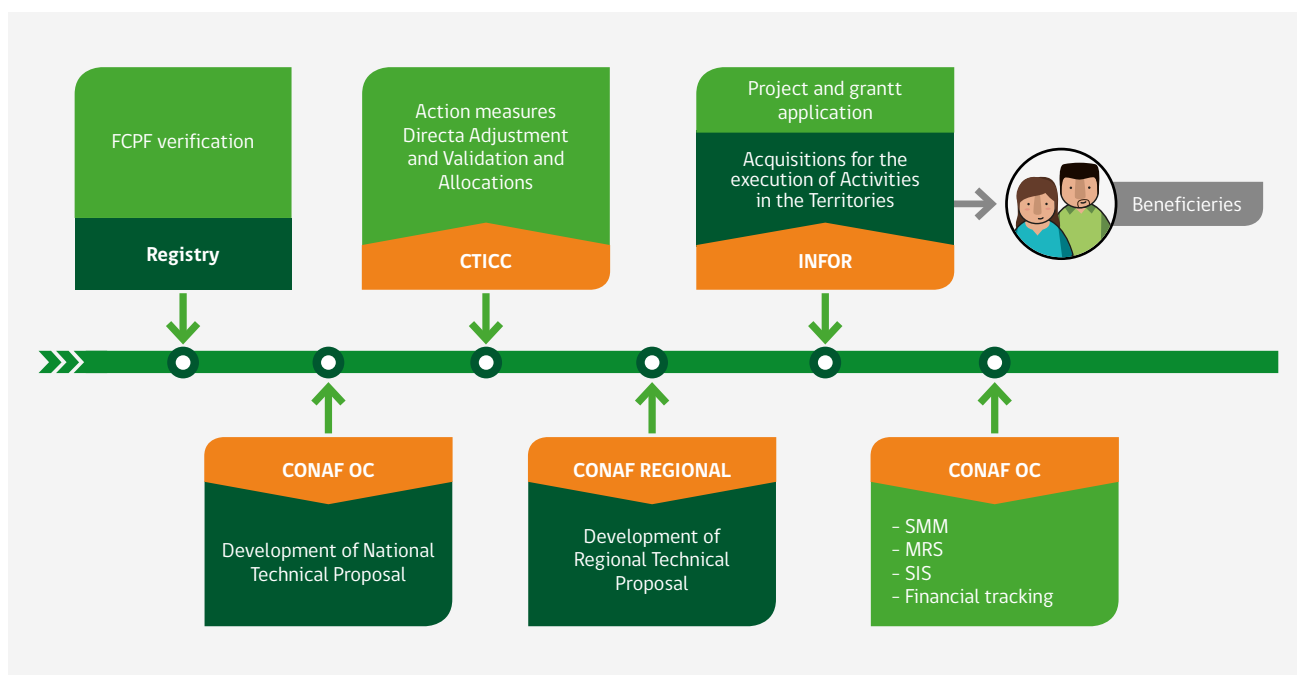 FCPF verification
Registry
Action measures
Directa Adjustment
and Validation and
Allocations
CTICC
Project and grantt
application
Acquisitions for the
execution of Activities
in the Territories
INFOR
Beneficieries
CONAF OC
Development of National
Technical Proposal
CONAF REGIONAL
Development of
Regional Technical
Proposal
CONAF OC
- SMM
- MRS
- SIS
- Financial tracking